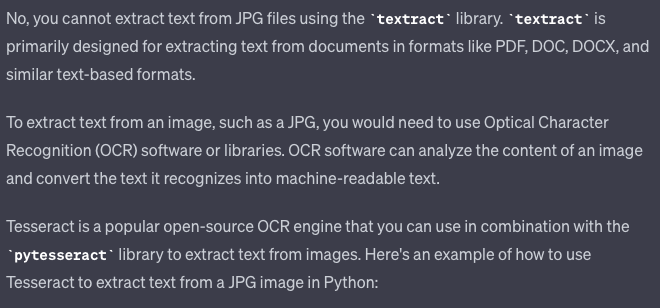 No, you cannot extract text from JPG files using the `textract` library. `textract` is
primarily designed for extracting text from documents in formats like PDF, DOC, DOCX, and
similar text-based formats.
To extract text from an image, such as a JPG, you would need to use Optical Character
Recognition (OCR) software or libraries. OCR software can analyze the content of an image
and convert the text it recognizes into machine-readable text.
Tesseract is a popular open-source OCR engine that you can use in combination with the
`pytesseract` library to extract text from images. Here's an example of how to use
Tesseract to extract text from a JPG image in Python: